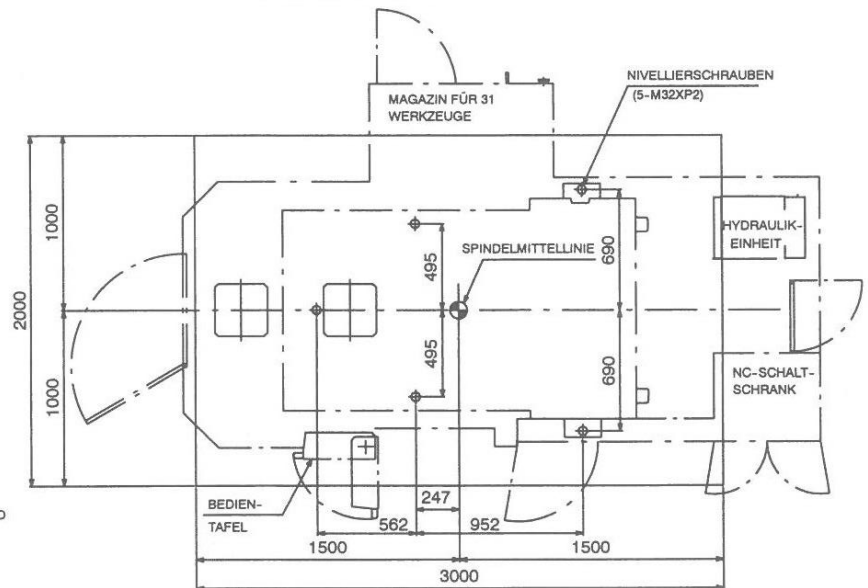 NIVELLIERSCHRAUBEN
(5-M32XP2)
MAGAZIN FÜR 31
WERKZEUGE
1000
2000
1000
HYDRAULIK-
EINHEIT
SPINDELMITTELLINIE
495
690
495
690
NC-SCHALT-
SCHRANK
BEDIEN-
TAFEL
247
562
952
1500
1500
3000